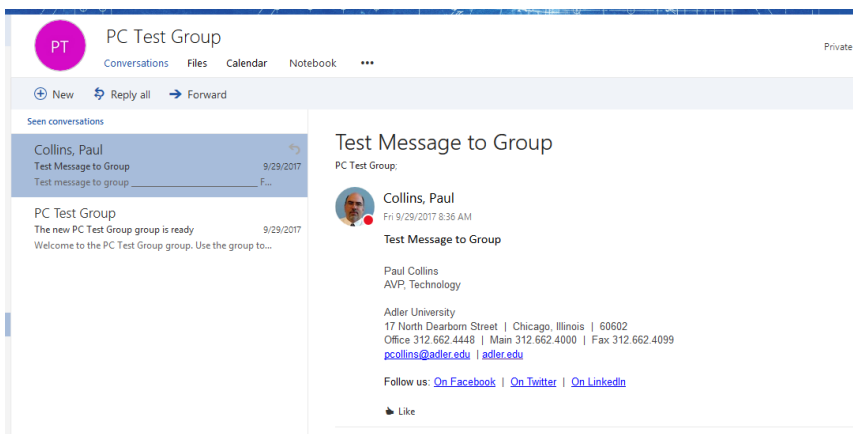 PT
PC Test Group
Private
Conversations Files Calendar Notebook •••
New Reply all Forward
Seen conversations
Collins, Paul
Test Message to Group 9/29/2017
Test message to group ________________________________ F...
PC Test Group
The new PC Test Group group is ready 9/29/2017
Welcome to the PC Test Group group. Use the group to...
Test Message to Group
PC Test Group;
Collins, Paul
Fri 9/29/2017 8:36 AM
Test Message to Group
Paul Collins
AVP, Technology
Adler University
17 North Dearborn Street | Chicago, Illinois | 60602
Office 312.662.4448 | Main 312.662.4000 | Fax 312.662.4099
pcollins@adler.edu | adler.edu
Follow us: On Facebook | On Twitter | On LinkedIn
Like